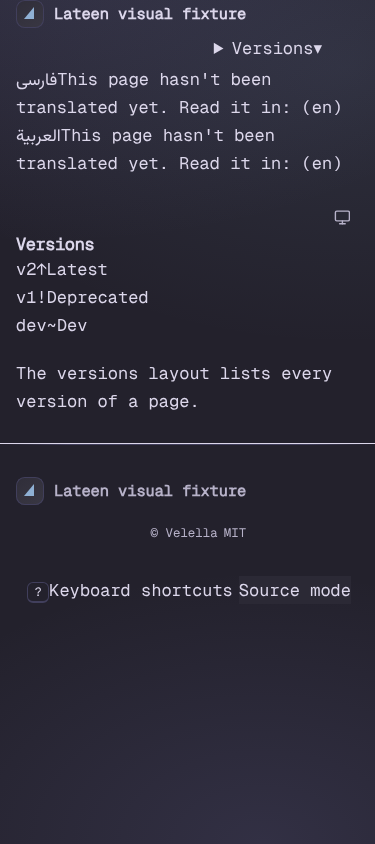 Lateen visual fixture
▶ Versions▾
فارسیThis page hasn't been
translated yet. Read it in: (en)
العربيةThis page hasn't been
translated yet. Read it in: (en)
Versions
v2↑Latest
v1!Deprecated
dev~Dev
The versions layout lists every
version of a page.
Lateen visual fixture
© Velella MIT
?Keyboard shortcuts Source mode